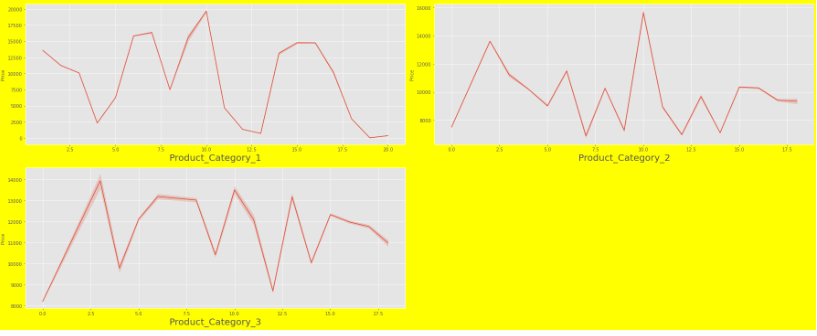 20000
17500
15000
12500
10000
7500
5000
2500
0
Price
2.5 5.0 7.5 10.0 12.5 15.0 17.5 20.0
Product_Category_1
16000
14000
12000
10000
8000
Price
0.0 2.5 5.0 7.5 10.0 12.5 15.0 17.5
Product_Category_2
14000
13000
12000
11000
10000
9000
8000
Price
0.0 2.5 5.0 7.5 10.0 12.5 15.0 17.5
Product_Category_3